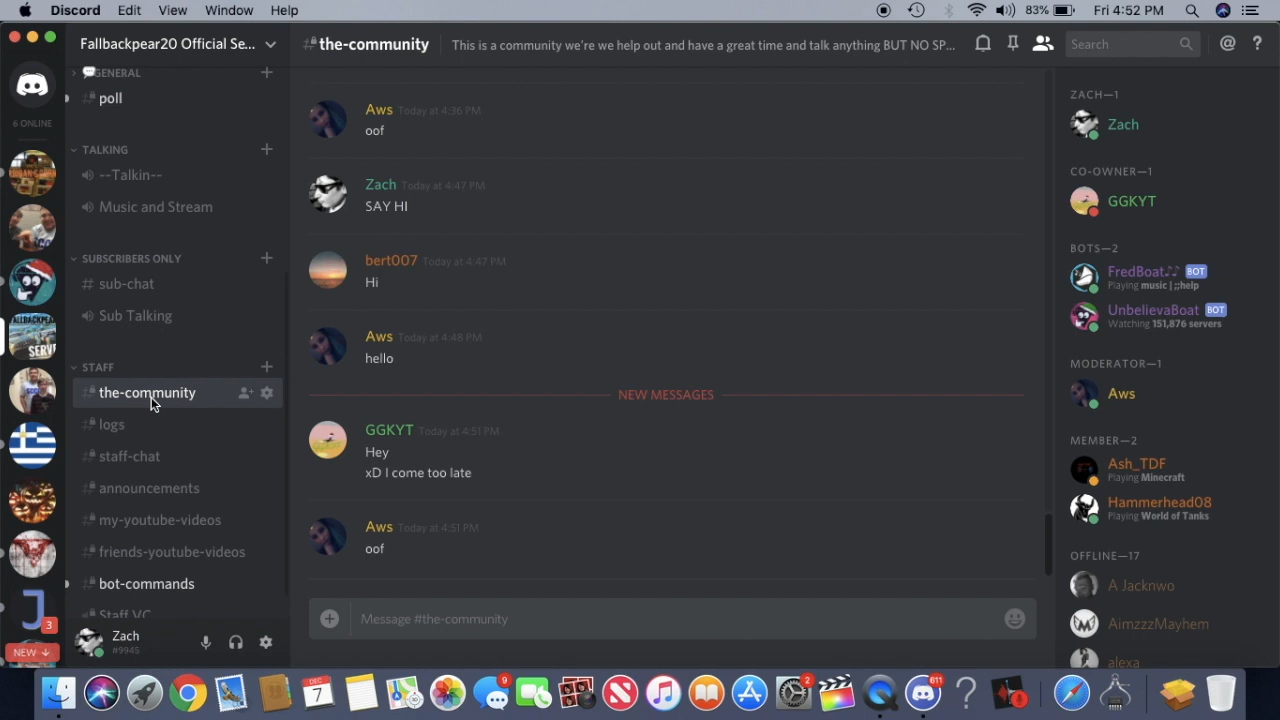 Discord Edit View Window Help 83% Fri 4:52 PM
Fallbackpear20 Official Se...
#the-community This is a community we're we help out and have a great time and talk anything BUT NO SP... Search @ ?
6 ONLINE
J
3
NEW ↓
GENERAL
poll
TALKING
--Talkin--
Music and Stream
SUBSCRIBERS ONLY
# sub-chat
Sub Talking
STAFF
the-community
logs
staff-chat
announcements
my-youtube-videos
friends-youtube-videos
bot-commands
Staff VC
Zach
#9945
Aws Today at 4:36 PM
oof
Zach Today at 4:47 PM
SAY HI
bert007 Today at 4:47 PM
Hi
Aws Today at 4:48 PM
hello
NEW MESSAGES
GGKYT Today at 4:51 PM
Hey
xD I come too late
Aws Today at 4:51 PM
oof
Message #the-community
ZACH—1
Zach
CO-OWNER—1
GGKYT
BOTS—2
FredBoat♪♪ BOT
Playing music | ;;help
UnbelievaBoat BOT
Watching 151,876 servers
MODERATOR—1
Aws
MEMBER—2
Ash_TDF
Playing Minecraft
Hammerhead08
Playing World of Tanks
OFFLINE—17
A Jacknwo
AimzzzMayhem
alexa
DEC
7
9
2
611